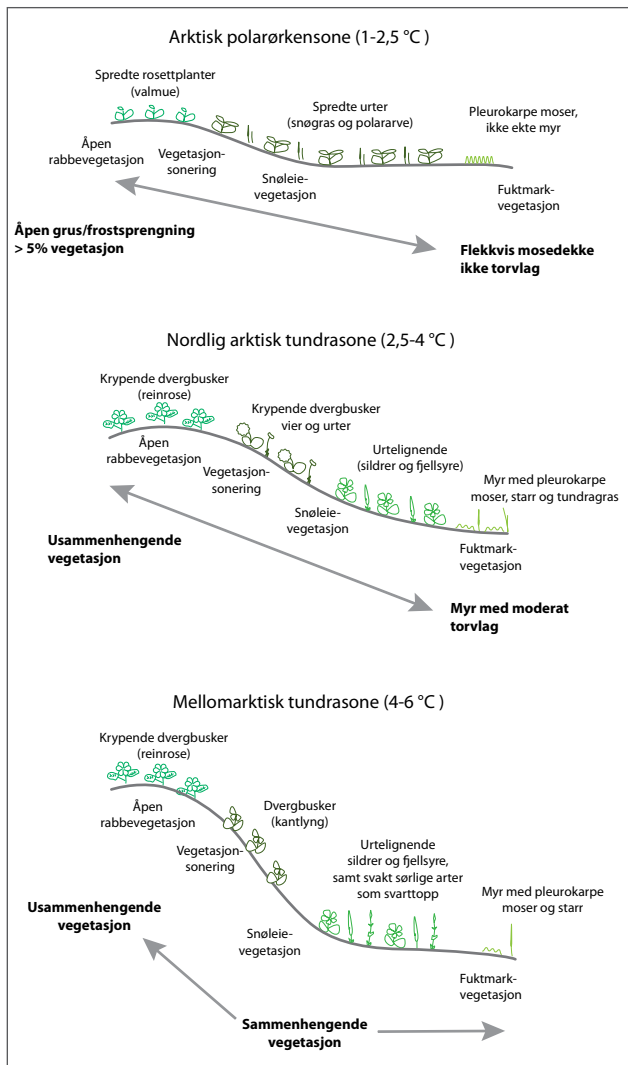 Arktisk polarørkensone (1-2,5 °C )
Spredte rosettplanter
(valmue)
Spredte urter
(snøgras og polararve)
Pleurokarpe moser,
ikke ekte myr
Åpen
rabbevegetasjon
Vegetasjon-
sonering
Snøleie-
vegetasjon
Fuktmark-
vegetasjon
Åpen grus/frostsprengning
> 5% vegetasjon
Flekkvis mosedekke
ikke torvlag
Nordlig arktisk tundrasone (2,5-4 °C )
Krypende dvergbusker
(reinrose)
Krypende dvergbusker
vier og urter
Urtelignende
(sildrer og fjellsyre)
Myr med pleurokarpe
moser, starr og tundragras
Åpen
rabbevegetasjon
Vegetasjon-
sonering
Snøleie-
vegetasjon
Fuktmark-
vegetasjon
Usammenhengende
vegetasjon
Myr med moderat
torvlag
Mellomarktisk tundrasone (4-6 °C )
Krypende dvergbusker
(reinrose)
Dvergbusker
(kantlyng)
Urtelignende
sildrer og fjellsyre,
samt svakt sørlige arter
som svarttopp
Myr med pleurokarpe
moser og starr
Åpen
rabbevegetasjon
Vegetasjon-
sonering
Snøleie-
vegetasjon
Fuktmark-
vegetasjon
Usammenhengende
vegetasjon
Sammenhengende
vegetasjon